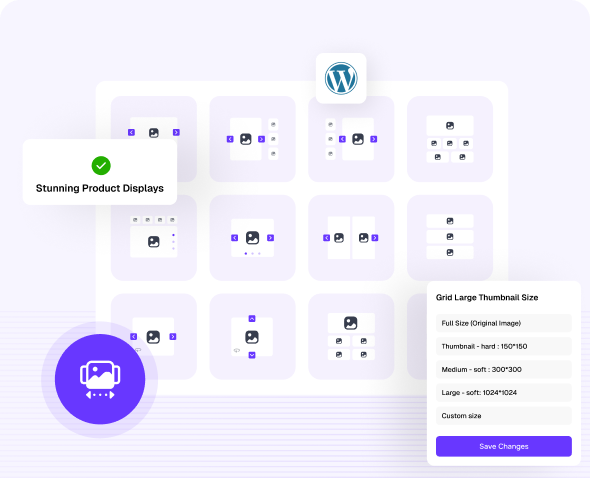 Stunning Product Displays
Grid Large Thumbnail Size
Full Size (Original Image)
Thumbnail - hard : 150*150
Medium - soft : 300*300
Large - soft: 1024*1024
Custom size
Save Changes